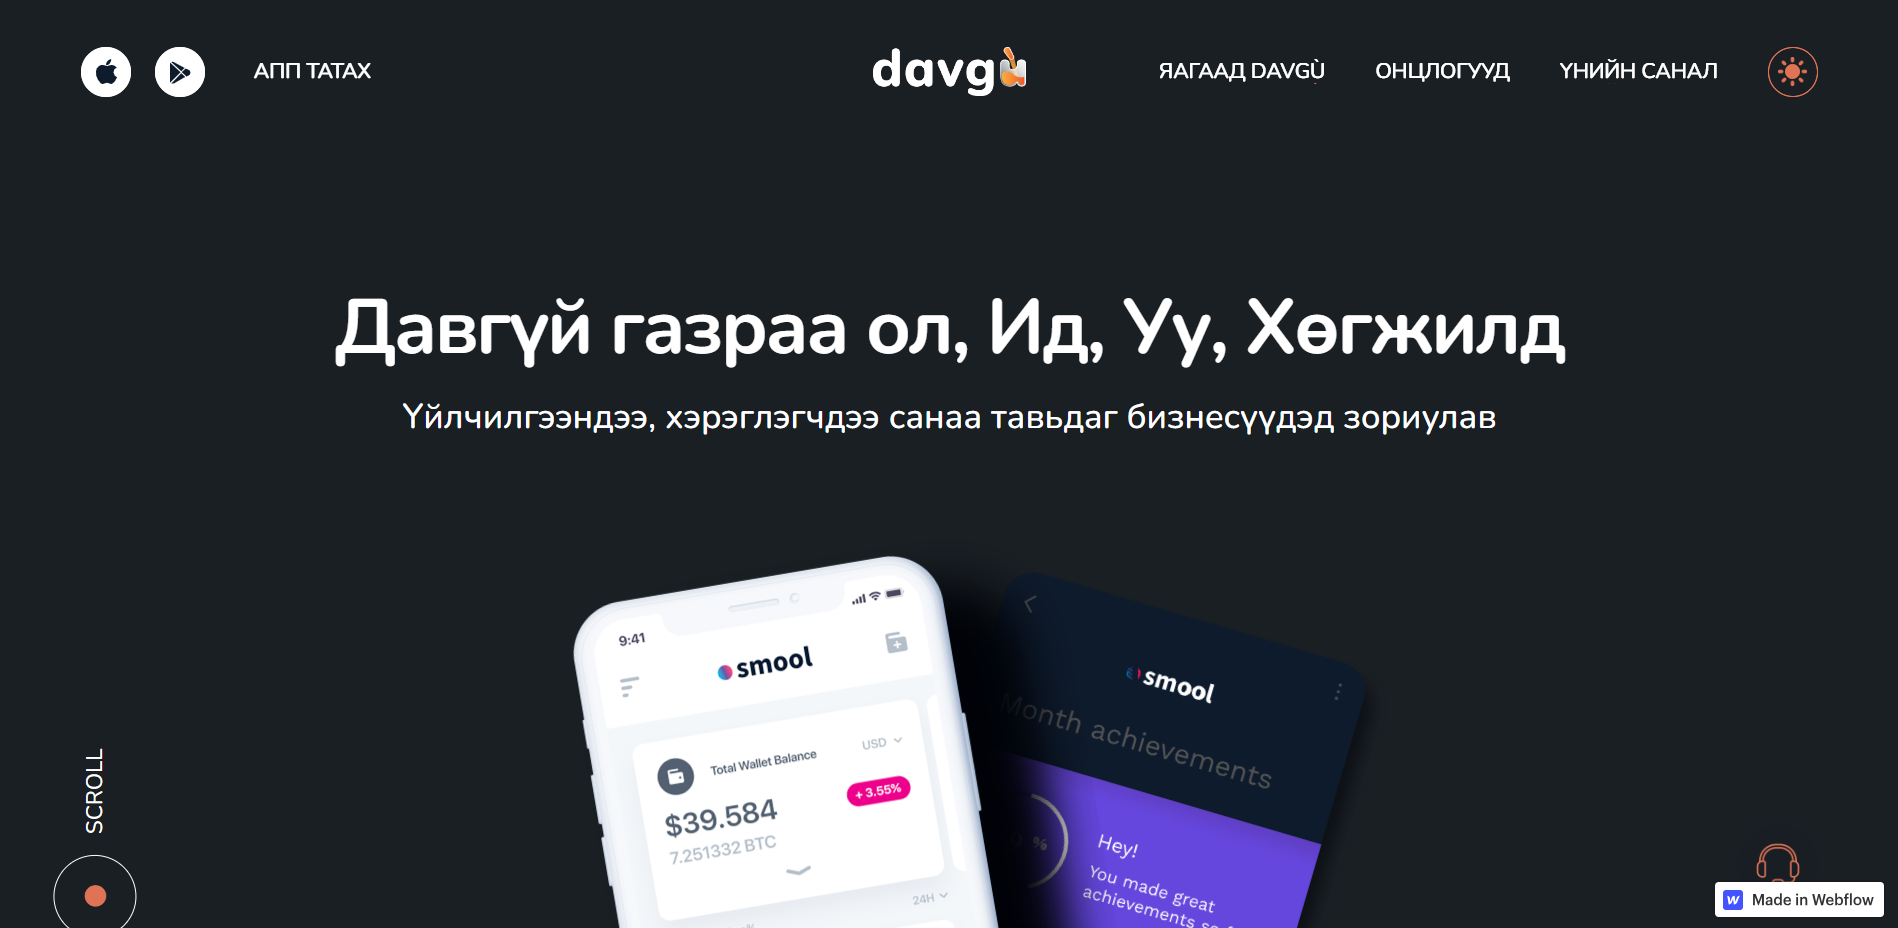 АПП ТАТАХ
davgù
ЯАГААД DAVGÙ
ОНЦЛОГУУД
ҮНИЙН САНАЛ
Давгүй газраа ол, Ид, Уу, Хөгжилд
Үйлчилгээндээ, хэрэглэгчдээ санаа тавьдаг бизнесүүдэд зориулав
9:41
smool
Total Wallet Balance
USD
$39.584
+ 3.55%
7.251332 BTC
24H
smool
Month achievements
%
Hey!
You made great
achievements so
SCROLL
Made in Webflow